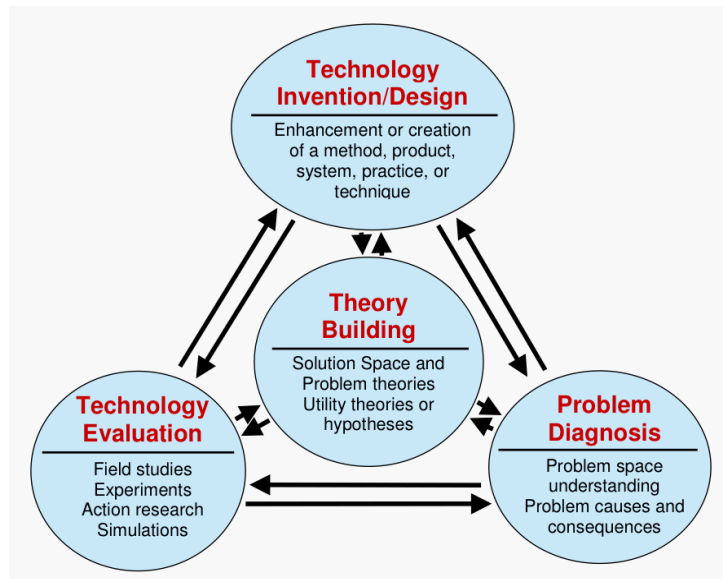 Technology
Invention/Design
Enhancement or creation
of a method, product,
system, practice, or
technique
Theory
Building
Solution Space and
Problem theories
Utility theories or
hypotheses
Technology
Evaluation
Field studies
Experiments
Action research
Simulations
Problem
Diagnosis
Problem space
understanding
Problem causes and
consequences